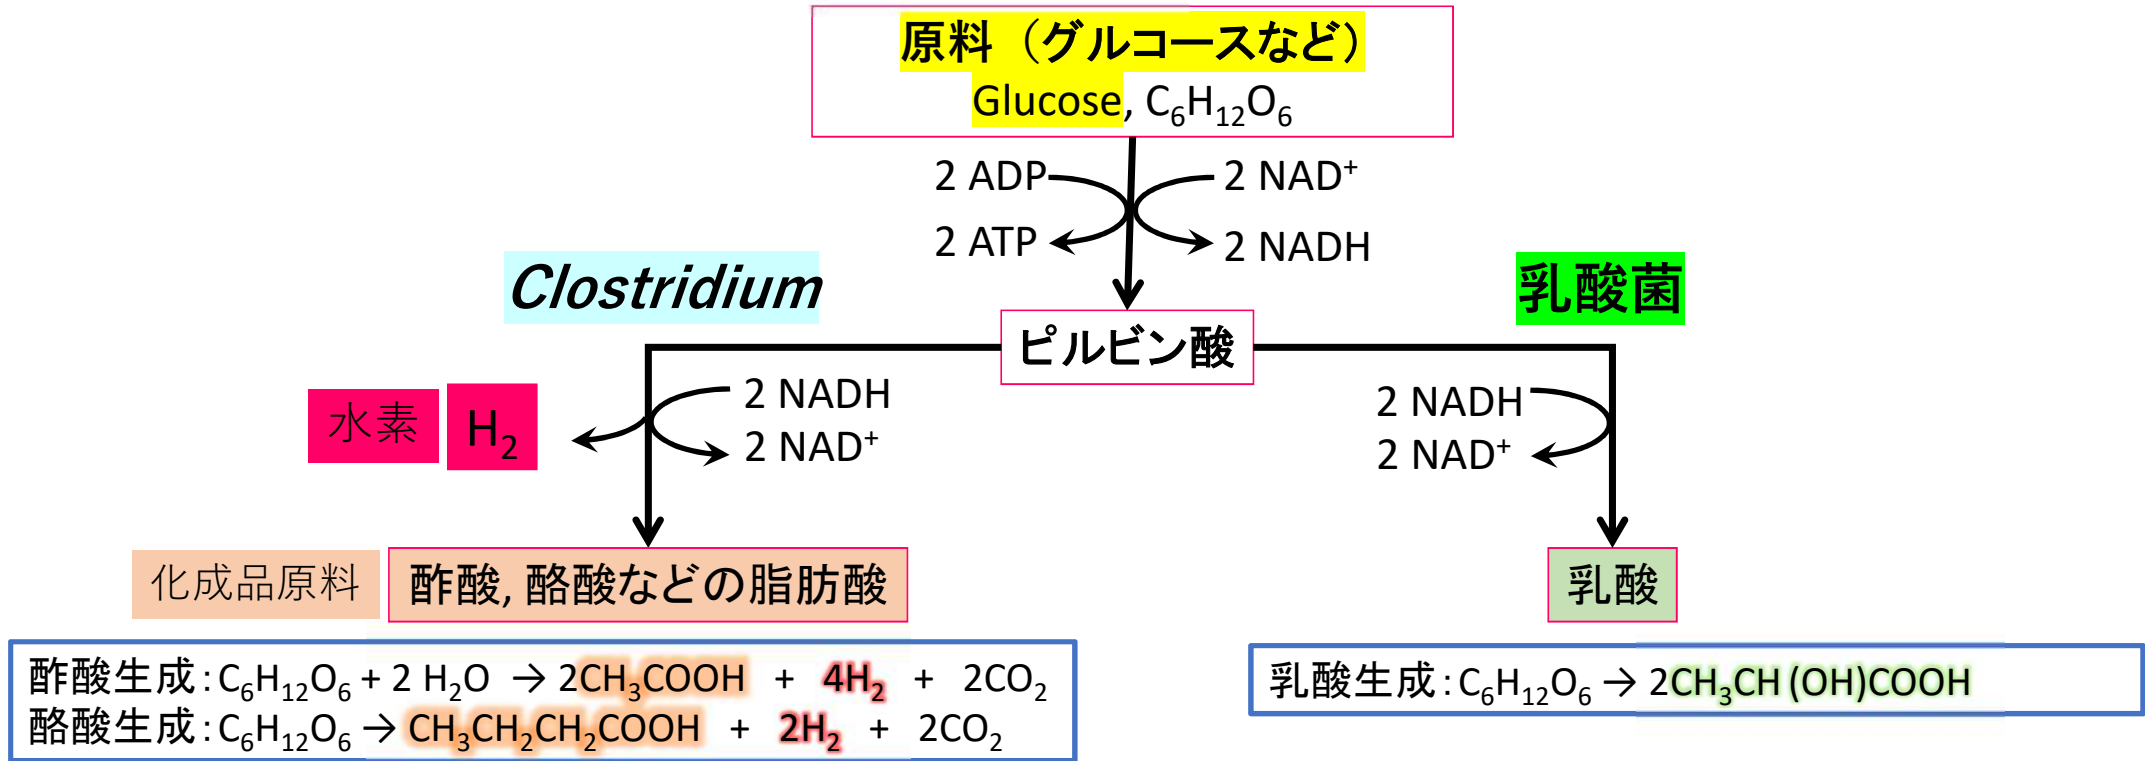 原料（グルコースなど）
Glucose, C₆H₁₂O₆
2 ADP
2 NAD⁺
2 ATP
2 NADH
Clostridium
乳酸菌
ピルビン酸
水素
H₂
2 NADH
2 NAD⁺
2 NADH
2 NAD⁺
化成品原料
酢酸, 酪酸などの脂肪酸
乳酸
酢酸生成：C₆H₁₂O₆ + 2 H₂O → 2CH₃COOH + 4H₂ + 2CO₂
酪酸生成：C₆H₁₂O₆ → CH₃CH₂CH₂COOH + 2H₂ + 2CO₂
乳酸生成：C₆H₁₂O₆ → 2CH₃CH (OH)COOH